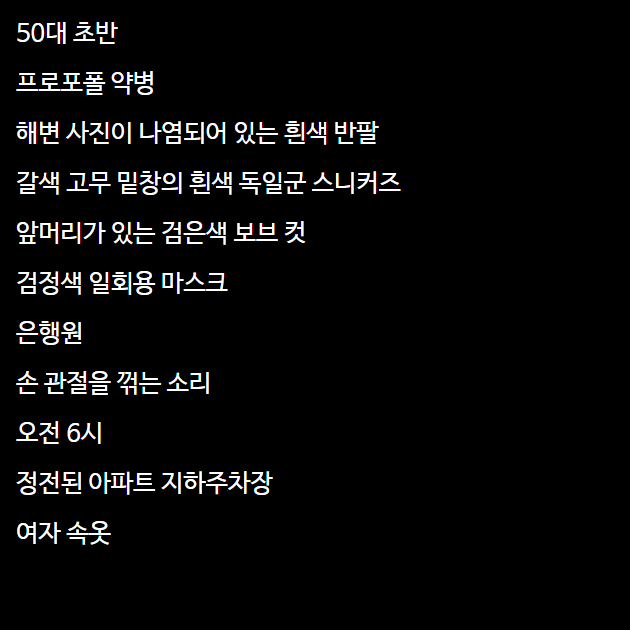 50대 초반
프로포폴 약병
해변 사진이 나염되어 있는 흰색 반팔
갈색 고무 밑창의 흰색 독일군 스니커즈
앞머리가 있는 검은색 보브 컷
검정색 일회용 마스크
은행원
손 관절을 꺾는 소리
오전 6시
정전된 아파트 지하주차장
여자 속옷